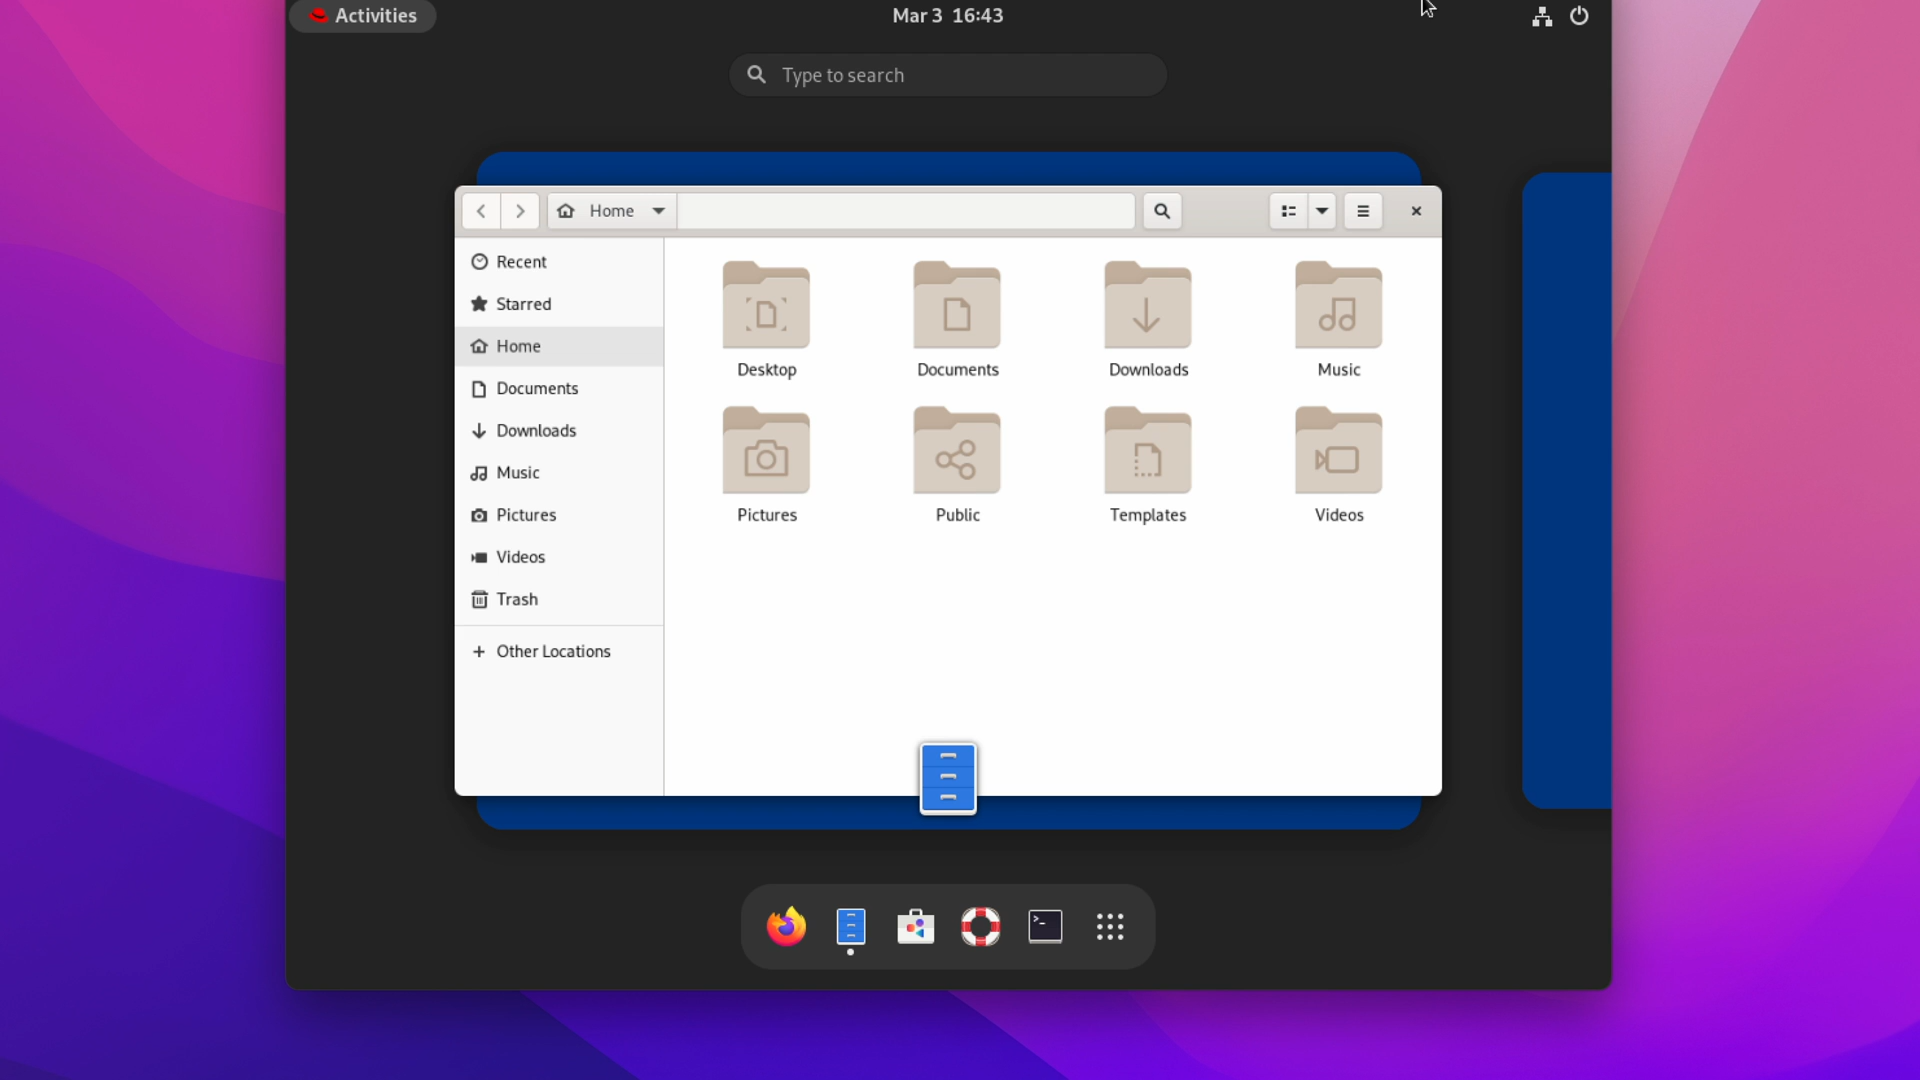 Activities
Mar 3 16:43
Type to search
Home
Recent
Starred
Home
Documents
Downloads
Music
Pictures
Videos
Trash
Other Locations
Desktop
Documents
Downloads
Music
Pictures
Public
Templates
Videos